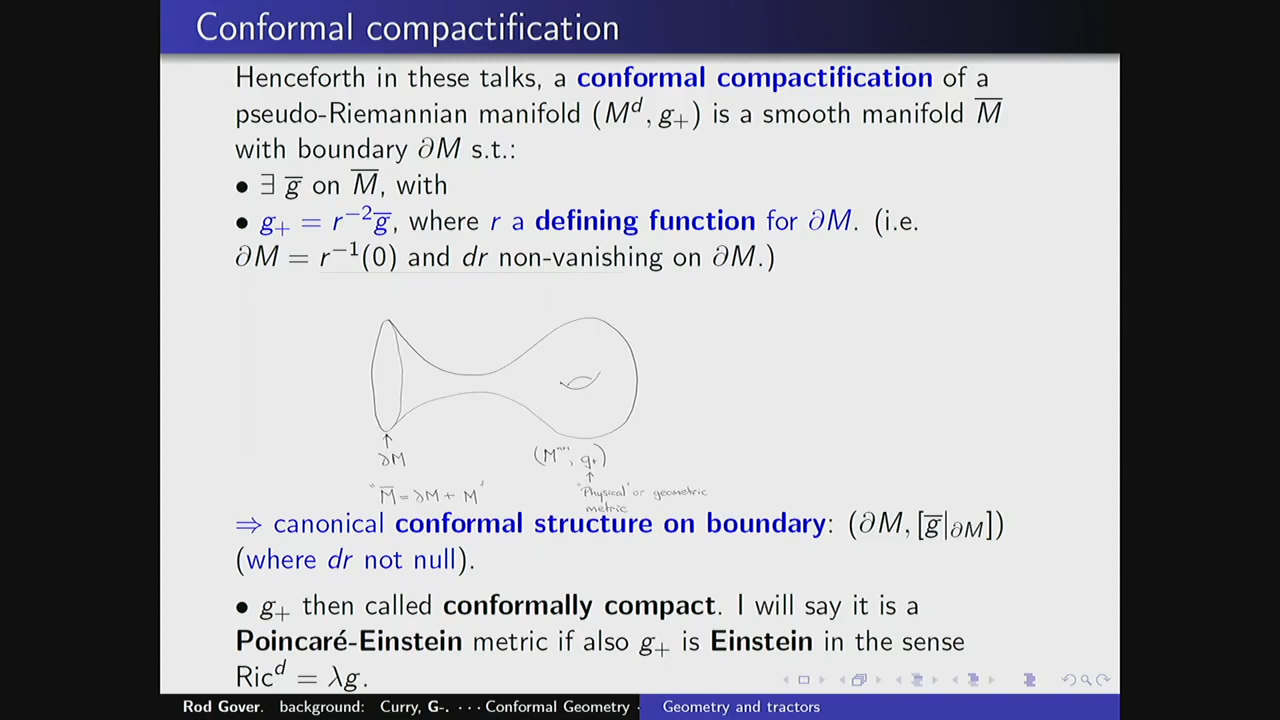 Conformal compactification
Henceforth in these talks, a conformal compactification of a
pseudo-Riemannian manifold (M^d, g_+) is a smooth manifold M̅
with boundary ∂M s.t.:
• ∃ g̅ on M̅, with
• g_+ = r^{-2}g̅, where r a defining function for ∂M. (i.e.
∂M = r^{-1}(0) and dr non-vanishing on ∂M.)
∂M
(M^{n+1}, g_+)
"M̅ = ∂M + M"
"Physical" or geometric
metric
⇒ canonical conformal structure on boundary: (∂M, [g̅|_{∂M}])
(where dr not null).
• g_+ then called conformally compact. I will say it is a
Poincaré-Einstein metric if also g_+ is Einstein in the sense
Ric^d = λg.
Rod Gover. background: Curry, G-. · · · Conformal Geometry ·
Geometry and tractors